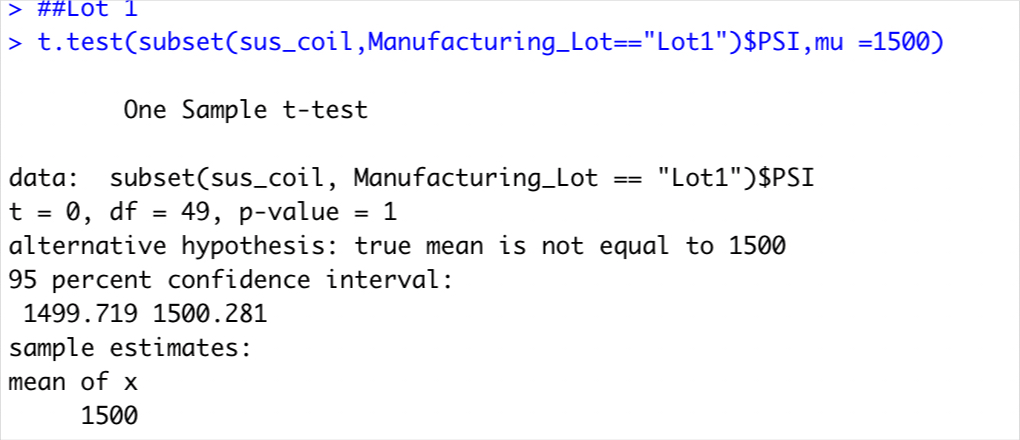 > ##Lot 1
> t.test(subset(sus_coil,Manufacturing_Lot=="Lot1")$PSI,mu =1500)
One Sample t-test
data:  subset(sus_coil, Manufacturing_Lot == "Lot1")$PSI
t = 0, df = 49, p-value = 1
alternative hypothesis: true mean is not equal to 1500
95 percent confidence interval:
1499.719 1500.281
sample estimates:
mean of x
1500